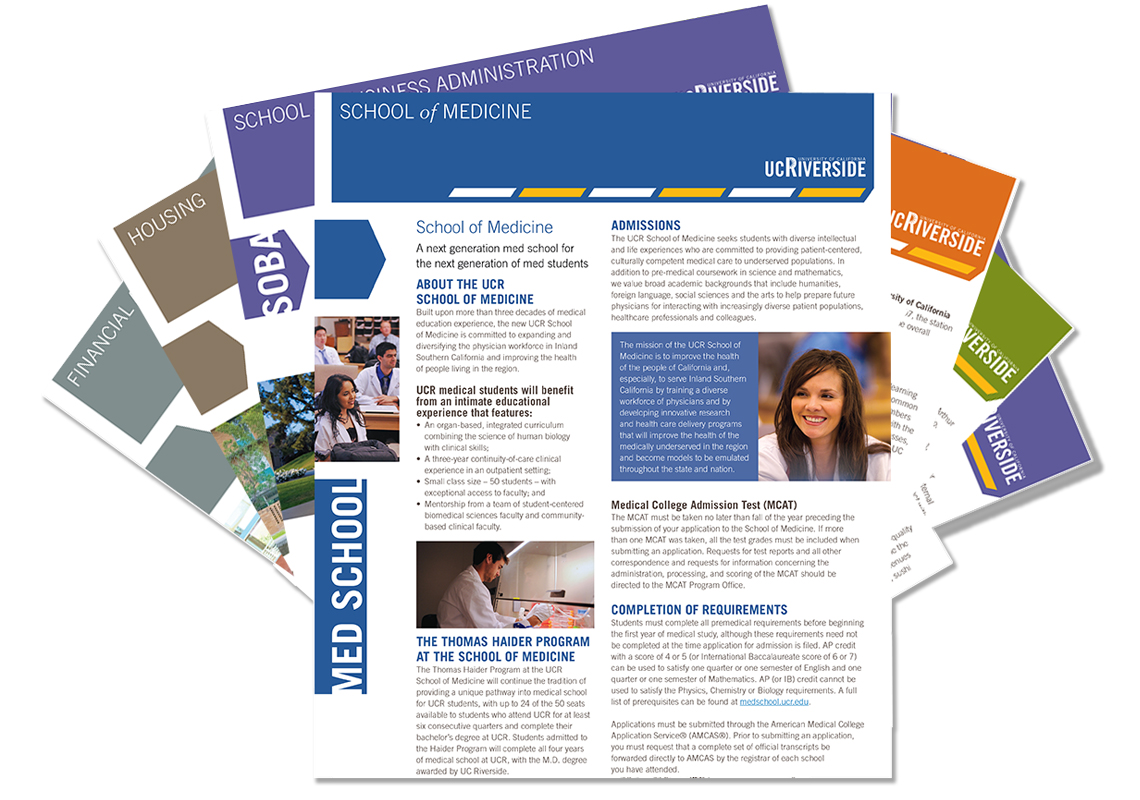 SCHOOL of MEDICINE
UNIVERSITY OF CALIFORNIA
UCRIVERSIDE
School of Medicine
A next generation med school for
the next generation of med students
ABOUT THE UCR
SCHOOL OF MEDICINE
Built upon more than three decades of medical
education experience, the new UCR School
of Medicine is committed to expanding and
diversifying the physician workforce in Inland
Southern California and improving the health
of people living in the region.
UCR medical students will benefit
from an intimate educational
experience that features:
• An organ-based, integrated curriculum
combining the science of human biology
with clinical skills;
• A three-year continuity-of-care clinical
experience in an outpatient setting;
• Small class size – 50 students – with
exceptional access to faculty; and
• Mentorship from a team of student-centered
biomedical sciences faculty and community-
based clinical faculty.
THE THOMAS HAIDER PROGRAM
AT THE SCHOOL OF MEDICINE
The Thomas Haider Program at the UCR
School of Medicine will continue the tradition of
providing a unique pathway into medical school
for UCR students, with up to 24 of the 50 seats
available to students who attend UCR for at least
six consecutive quarters and complete their
bachelor's degree at UCR. Students admitted to
the Haider Program will complete all four years
of medical school at UCR, with the M.D. degree
awarded by UC Riverside.
MED SCHOOL
ADMISSIONS
The UCR School of Medicine seeks students with diverse intellectual
and life experiences who are committed to providing patient-centered,
culturally competent medical care to underserved populations. In
addition to pre-medical coursework in science and mathematics,
we value broad academic backgrounds that include humanities,
foreign language, social sciences and the arts to help prepare future
physicians for interacting with increasingly diverse patient populations,
healthcare professionals and colleagues.
The mission of the UCR School of
Medicine is to improve the health
of the people of California and,
especially, to serve Inland Southern
California by training a diverse
workforce of physicians and by
developing innovative research
and health care delivery programs
that will improve the health of the
medically underserved in the region
and become models to be emulated
throughout the state and nation.
Medical College Admission Test (MCAT)
The MCAT must be taken no later than fall of the year preceding the
submission of your application to the School of Medicine. If more
than one MCAT was taken, all the test grades must be included when
submitting an application. Requests for test reports and all other
correspondence and requests for information concerning the
administration, processing, and scoring of the MCAT should be
directed to the MCAT Program Office.
COMPLETION OF REQUIREMENTS
Students must complete all premedical requirements before beginning
the first year of medical study, although these requirements need not
be completed at the time application for admission is filed. AP credit
with a score of 4 or 5 (or International Baccalaureate score of 6 or 7)
can be used to satisfy one quarter or one semester of English and one
quarter or one semester of Mathematics. AP (or IB) credit cannot be
used to satisfy the Physics, Chemistry or Biology requirements. A full
list of prerequisites can be found at medschool.ucr.edu.
Applications must be submitted through the American Medical College
Application Service® (AMCAS®). Prior to submitting an application,
you must request that a complete set of official transcripts be
forwarded directly to AMCAS by the registrar of each school
you have attended.
SCHOOL
BUSINESS ADMINISTRATION
UNIVERSITY OF CALIFORNIA
UCRIVERSIDE
SOBA
HOUSING
FINANCIAL
UCRIVERSIDE
of California
the station
overall
UC
sushi